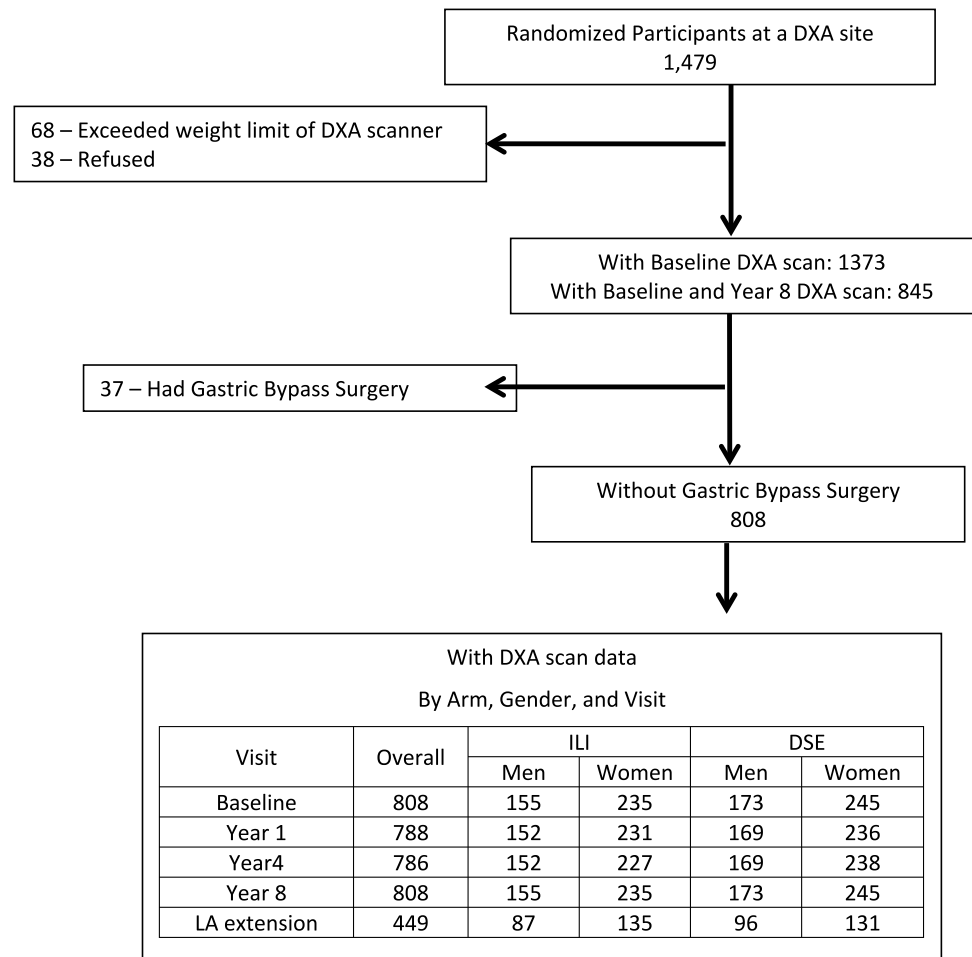 Randomized Participants at a DXA site
1,479
68 – Exceeded weight limit of DXA scanner
38 – Refused
With Baseline DXA scan: 1373
With Baseline and Year 8 DXA scan: 845
37 – Had Gastric Bypass Surgery
Without Gastric Bypass Surgery
808
With DXA scan data
By Arm, Gender, and Visit
Visit Overall ILI DSE
Men Women Men Women
Baseline 808 155 235 173 245
Year 1 788 152 231 169 236
Year4 786 152 227 169 238
Year 8 808 155 235 173 245
LA extension 449 87 135 96 131